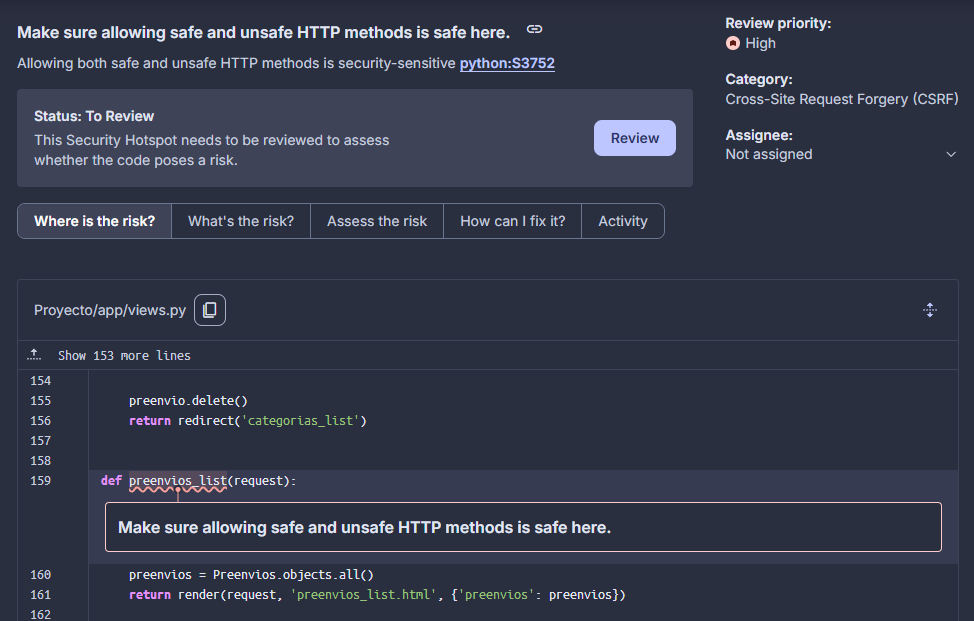 Make sure allowing safe and unsafe HTTP methods is safe here.
Allowing both safe and unsafe HTTP methods is security-sensitive python:S3752
Status: To Review
This Security Hotspot needs to be reviewed to assess
whether the code poses a risk.
Review
Review priority:
High
Category:
Cross-Site Request Forgery (CSRF)
Assignee:
Not assigned
Where is the risk?
What's the risk?
Assess the risk
How can I fix it?
Activity
Proyecto/app/views.py
Show 153 more lines
154
155 preenvio.delete()
156 return redirect('categorias_list')
157
158
159 def preenvios_list(request):
Make sure allowing safe and unsafe HTTP methods is safe here.
160 preenvios = Preenvios.objects.all()
161 return render(request, 'preenvios_list.html', {'preenvios': preenvios})
162